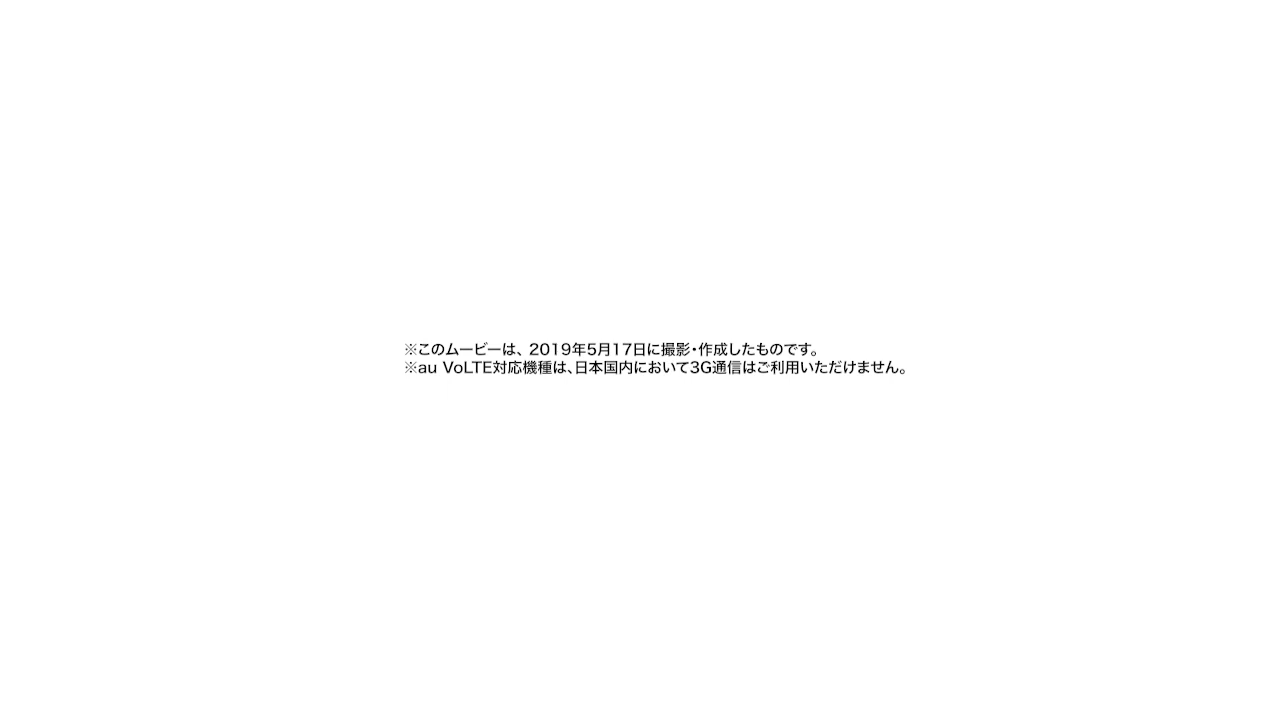 ※このムービーは、2019年5月17日に撮影・作成したものです。
※au VoLTE対応機種は、日本国内において3G通信はご利用いただけません。